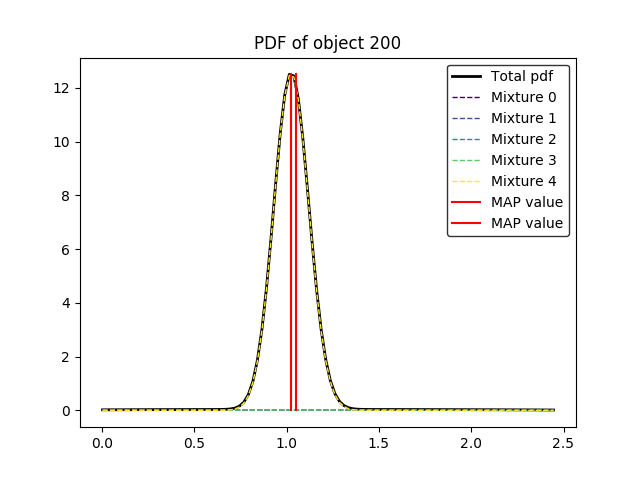 PDF of object 200
Total pdf
Mixture 0
Mixture 1
Mixture 2
Mixture 3
Mixture 4
MAP value
MAP value
12
10
8
6
4
2
0
0.0 0.5 1.0 1.5 2.0 2.5